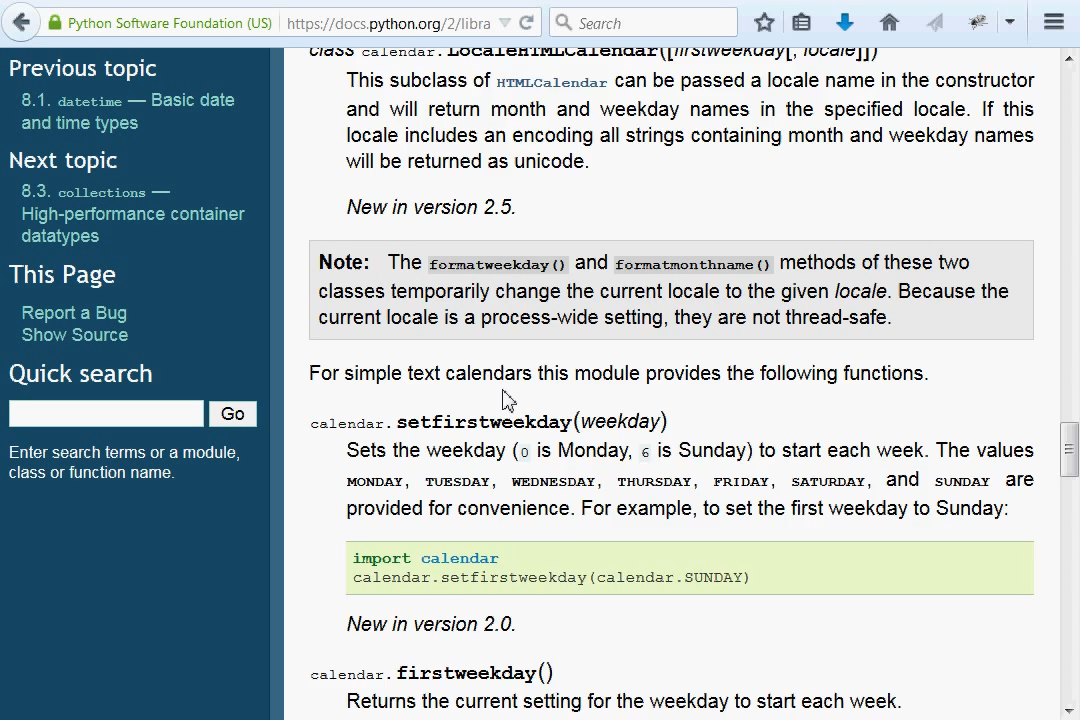 Python Software Foundation (US)
https://docs.python.org/2/libra
Search
Previous topic
8.1. datetime — Basic date
and time types
Next topic
8.3. collections —
High-performance container
datatypes
This Page
Report a Bug
Show Source
Quick search
Go
Enter search terms or a module,
class or function name.
class calendar.LocaleHTMLCalendar([firstweekday[, locale]])
This subclass of HTMLCalendar can be passed a locale name in the constructor
and will return month and weekday names in the specified locale. If this
locale includes an encoding all strings containing month and weekday names
will be returned as unicode.
New in version 2.5.
Note: The formatweekday() and formatmonthname() methods of these two
classes temporarily change the current locale to the given locale. Because the
current locale is a process-wide setting, they are not thread-safe.
For simple text calendars this module provides the following functions.
calendar.setfirstweekday(weekday)
Sets the weekday (0 is Monday, 6 is Sunday) to start each week. The values
MONDAY, TUESDAY, WEDNESDAY, THURSDAY, FRIDAY, SATURDAY, and SUNDAY are
provided for convenience. For example, to set the first weekday to Sunday:
import calendar
calendar.setfirstweekday(calendar.SUNDAY)
New in version 2.0.
calendar.firstweekday()
Returns the current setting for the weekday to start each week.